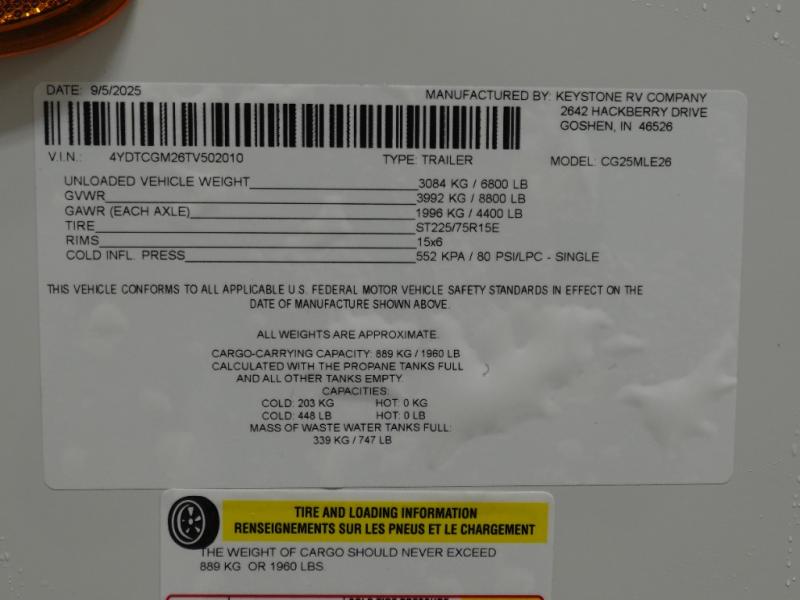 DATE: 9/5/2025
MANUFACTURED BY: KEYSTONE RV COMPANY
2642 HACKBERRY DRIVE
GOSHEN, IN 46526
V.I.N.: 4YDTCGM26TV502010 TYPE: TRAILER MODEL: CG25MLE26
UNLOADED VEHICLE WEIGHT 3084 KG / 6800 LB
GVWR 3992 KG / 8800 LB
GAWR (EACH AXLE) 1996 KG / 4400 LB
TIRE ST225/75R15E
RIMS 15x6
COLD INFL. PRESS 552 KPA / 80 PSI/LPC - SINGLE
THIS VEHICLE CONFORMS TO ALL APPLICABLE U.S. FEDERAL MOTOR VEHICLE SAFETY STANDARDS IN EFFECT ON THE
DATE OF MANUFACTURE SHOWN ABOVE.
ALL WEIGHTS ARE APPROXIMATE.
CARGO-CARRYING CAPACITY: 889 KG / 1960 LB
CALCULATED WITH THE PROPANE TANKS FULL
AND ALL OTHER TANKS EMPTY.
CAPACITIES:
COLD: 203 KG HOT: 0 KG
COLD: 448 LB HOT: 0 LB
MASS OF WASTE WATER TANKS FULL:
339 KG / 747 LB
TIRE AND LOADING INFORMATION
RENSEIGNEMENTS SUR LES PNEUS ET LE CHARGEMENT
THE WEIGHT OF CARGO SHOULD NEVER EXCEED
889 KG OR 1960 LBS.